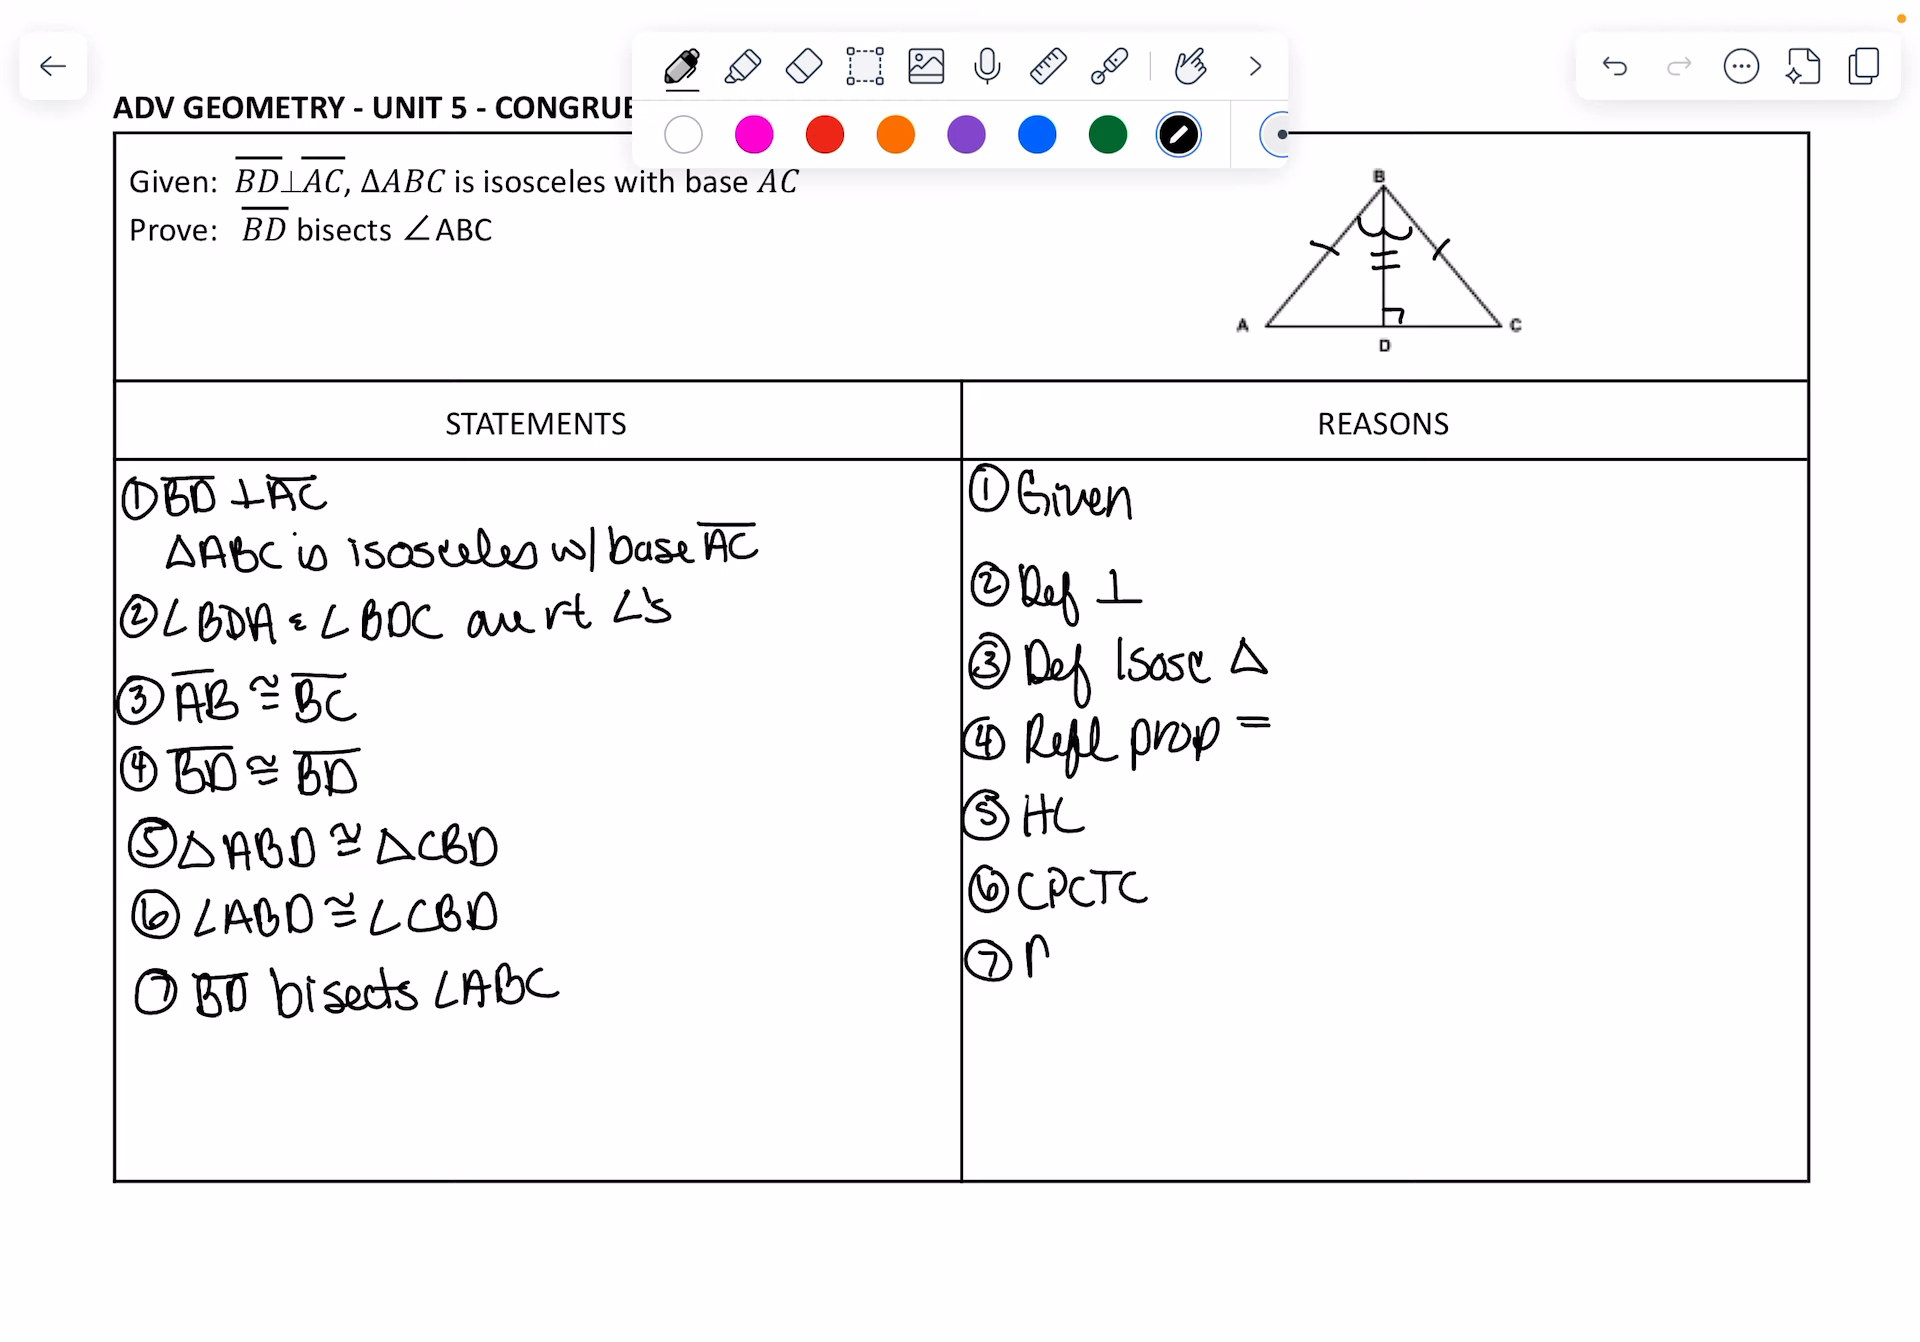 ADV GEOMETRY - UNIT 5 - CONGRUE
Given: BD⊥AC, ΔABC is isosceles with base AC
Prove: BD bisects ∠ABC
B
A
C
D
STATEMENTS
REASONS
① BD ⊥ AC
△ABC is isosceles w/ base AC
② ∠BDA & ∠BDC are rt ∠'s
③ AB ≅ BC
④ BD ≅ BD
⑤ △ABD ≅ △CBD
⑥ ∠ABD ≅ ∠CBD
⑦ BD bisects ∠ABC
① Given
② Def ⊥
③ Def Isosc △
④ Refl prop =
⑤ HL
⑥ CPCTC
⑦